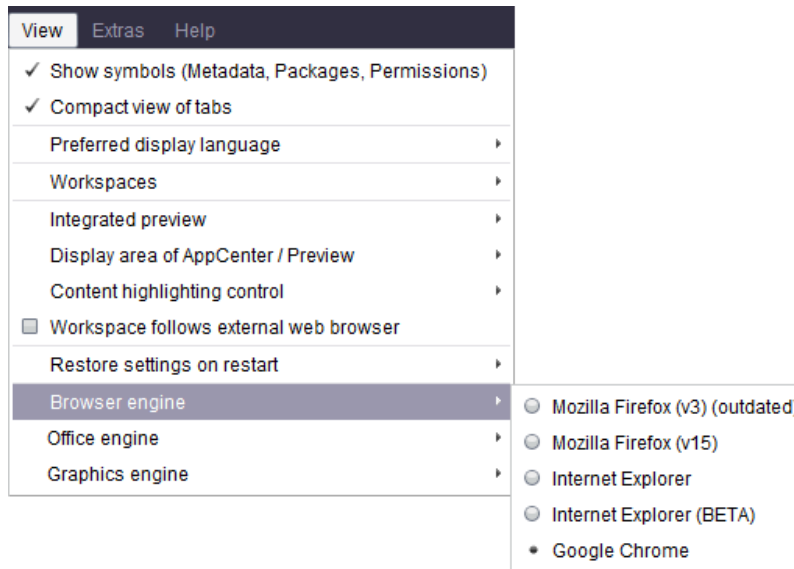 View Extras Help
Show symbols (Metadata, Packages, Permissions)
Compact view of tabs
Preferred display language
Workspaces
Integrated preview
Display area of AppCenter / Preview
Content highlighting control
Workspace follows external web browser
Restore settings on restart
Browser engine
Office engine
Graphics engine
Mozilla Firefox (v3) (outdated)
Mozilla Firefox (v15)
Internet Explorer
Internet Explorer (BETA)
Google Chrome